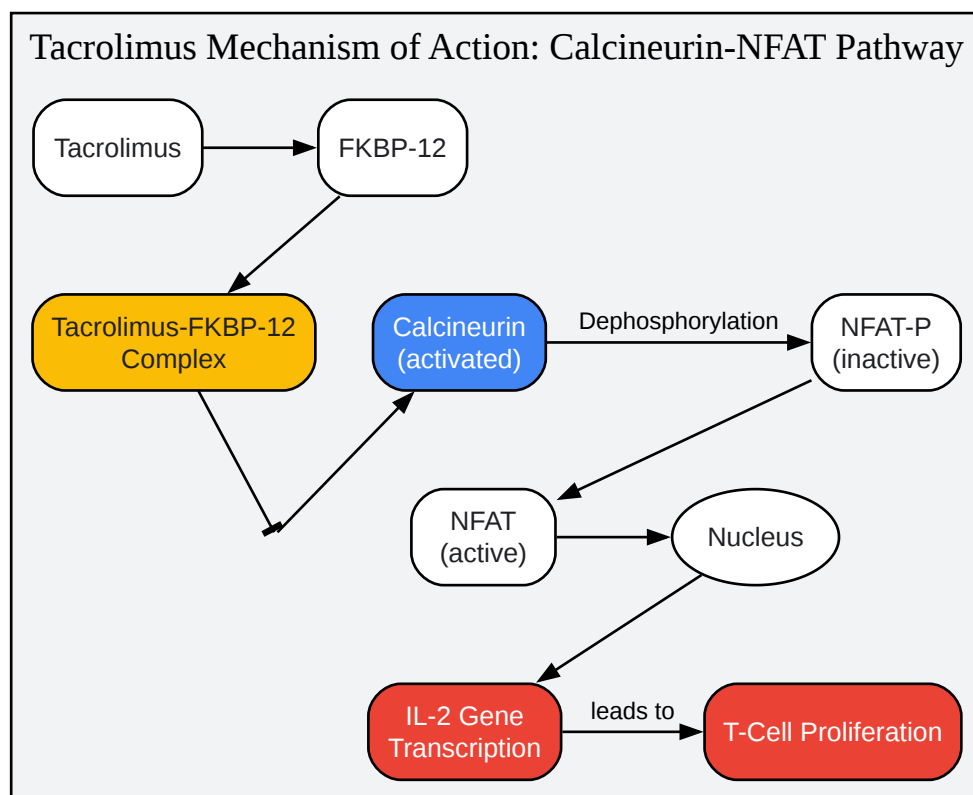 Tacrolimus Mechanism of Action: Calcineurin-NFAT Pathway
Tacrolimus
FKBP-12
Tacrolimus-FKBP-12
Complex
Calcineurin
(activated)
Dephosphorylation
NFAT-P
(inactive)
NFAT
(active)
Nucleus
IL-2 Gene
Transcription
leads to
T-Cell Proliferation